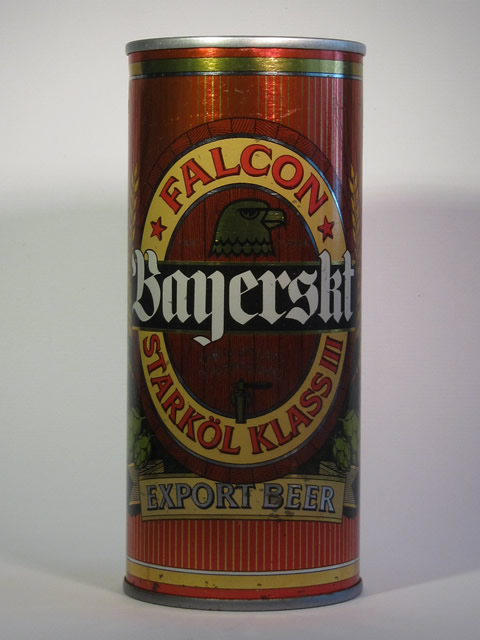 FALCON
Bayerskt
STARKÖL KLASS III
EXPORT BEER